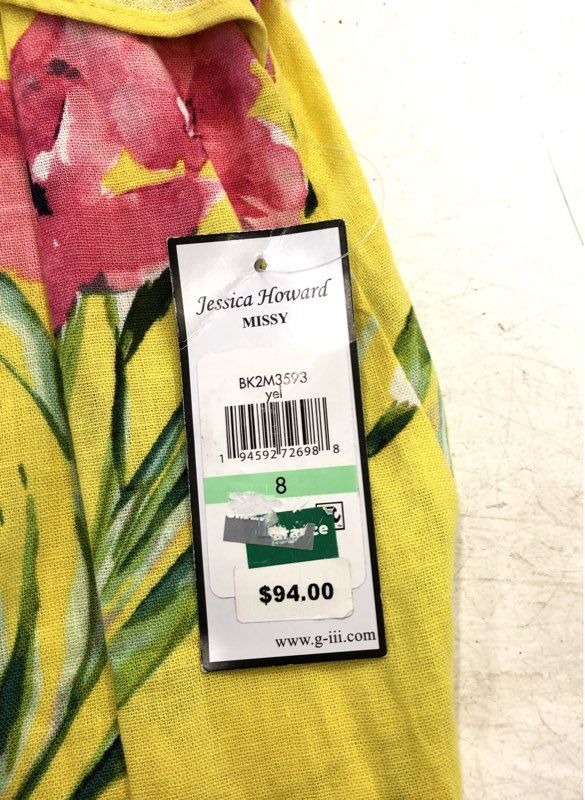 Jessica Howard
MISSY
BK2M3593
yel
1 94592 72698 8
8
$94.00
www.g-iii.com